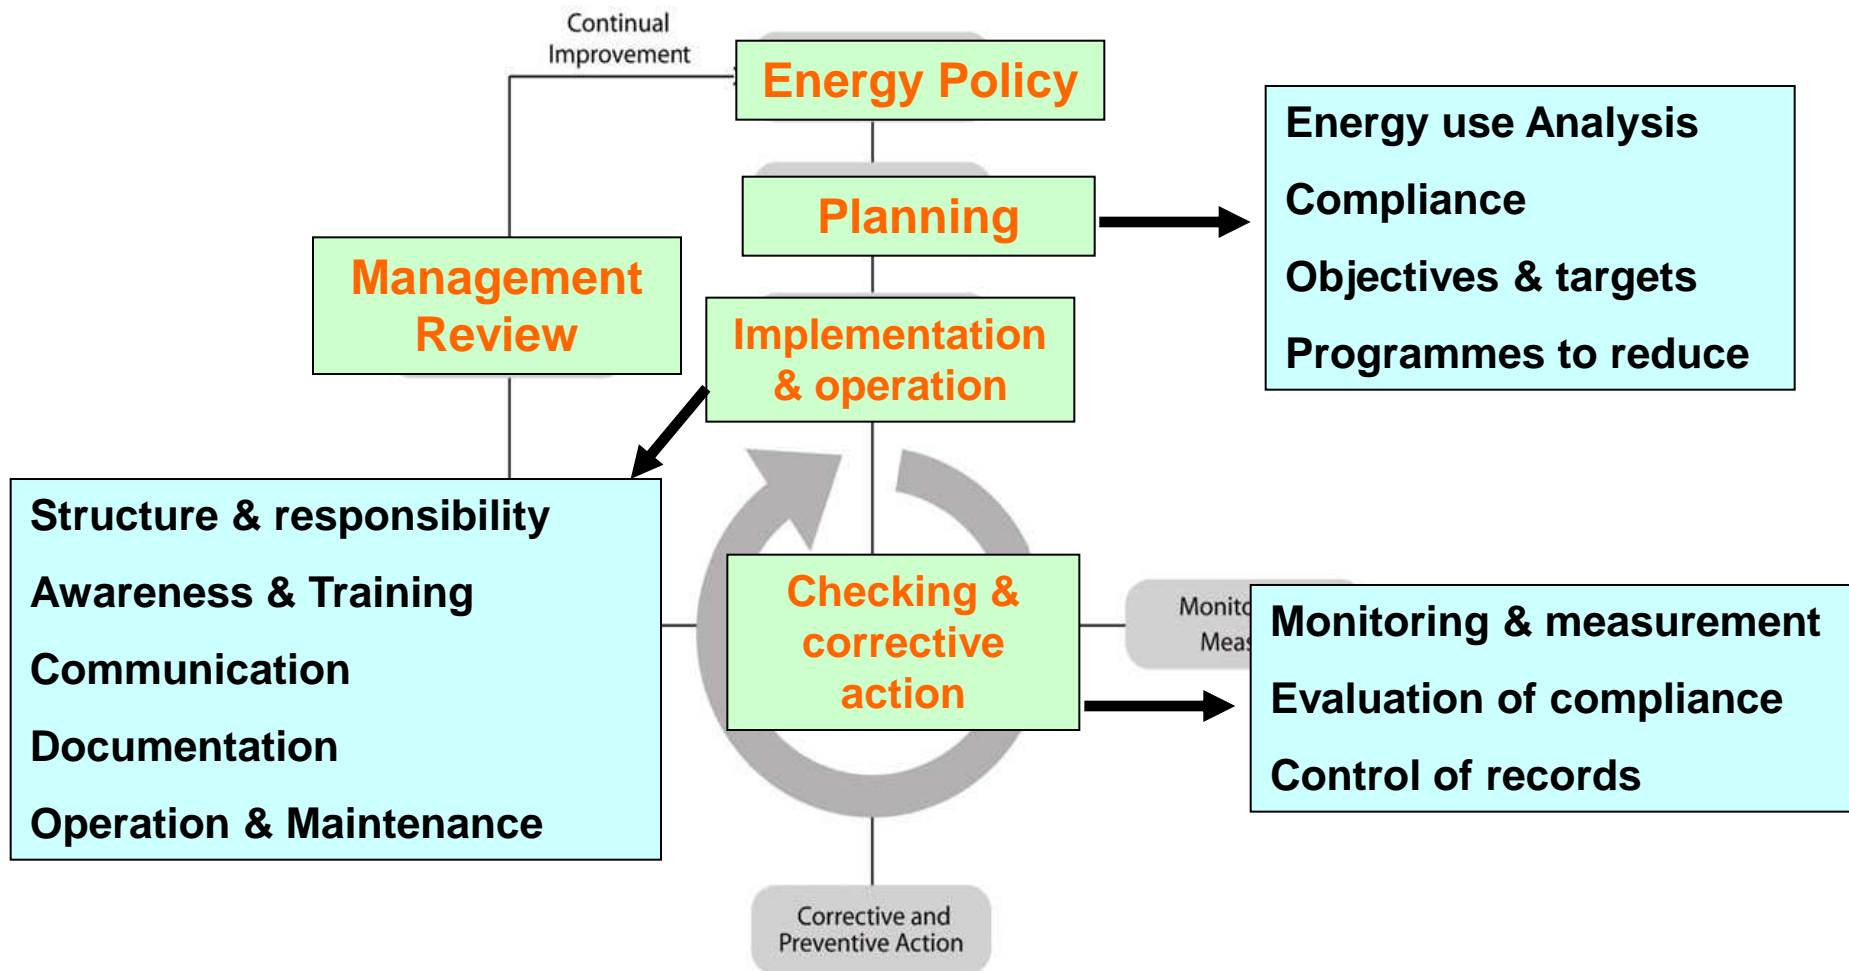 Continual
Improvement
Energy Policy
Planning
Energy use Analysis
Compliance
Objectives & targets
Programmes to reduce
Management
Review
Implementation
& operation
Structure & responsibility
Awareness & Training
Communication
Documentation
Operation & Maintenance
Checking &
corrective
action
Monitoring & measurement
Evaluation of compliance
Control of records
Corrective and
Preventive Action